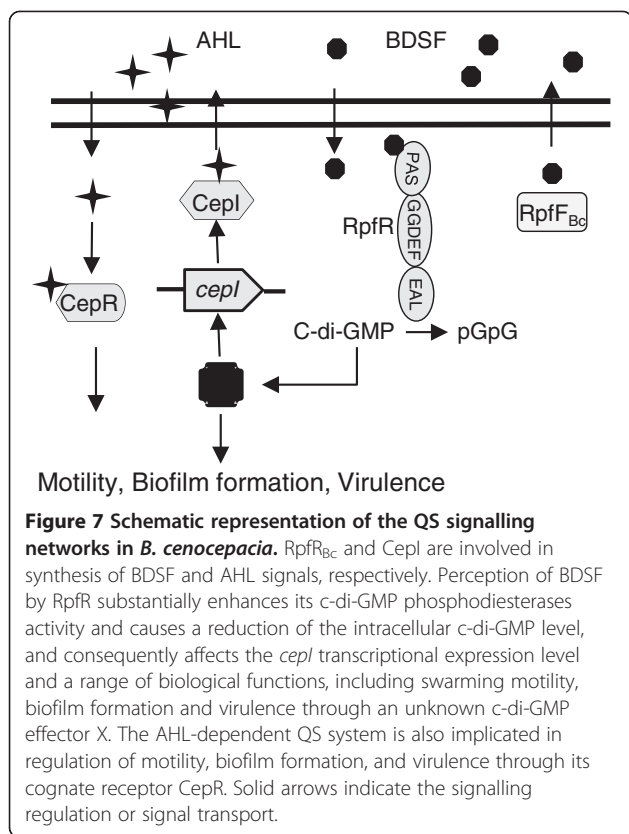 AHL BDSF
PAS
GGDEF
EAL
RpfR
CepI
RpfF Bc
CepR
cepI
C-di-GMP pGpG
Motility, Biofilm formation, Virulence
Figure 7 Schematic representation of the QS signalling
networks in B. cenocepacia. RpfR Bc and CepI are involved in
synthesis of BDSF and AHL signals, respectively. Perception of BDSF
by RpfR substantially enhances its c-di-GMP phosphodiesterases
activity and causes a reduction of the intracellular c-di-GMP level,
and consequently affects the cepI transcriptional expression level
and a range of biological functions, including swarming motility,
biofilm formation and virulence through an unknown c-di-GMP
effector X. The AHL-dependent QS system is also implicated in
regulation of motility, biofilm formation, and virulence through its
cognate receptor CepR. Solid arrows indicate the signalling
regulation or signal transport.